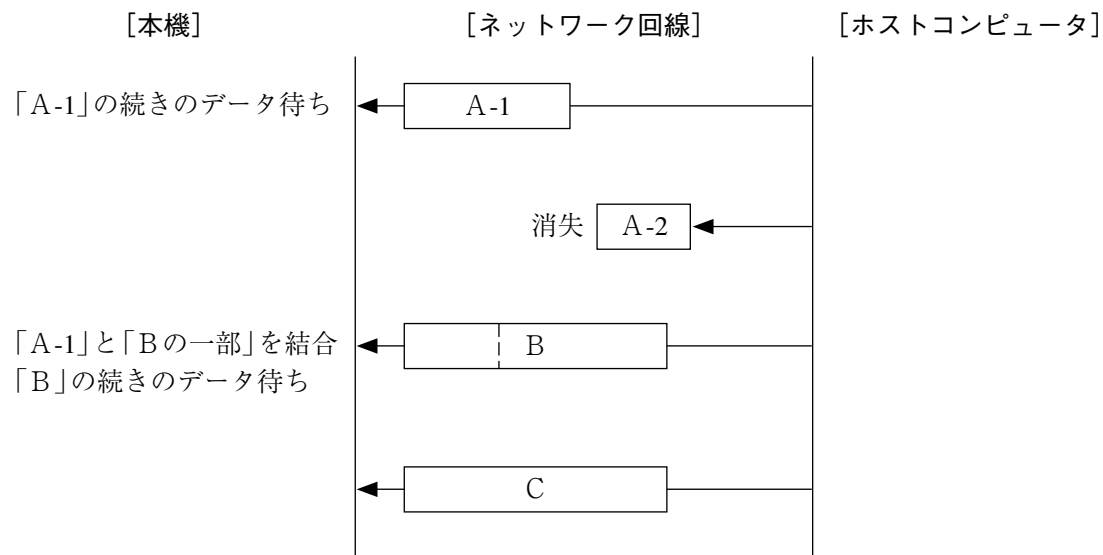 [本機] [ネットワーク回線] [ホストコンピュータ]
「A-1」の続きのデータ待ち A-1
消失 A-2
「A-1」と「Bの一部」を結合 B
「B」の続きのデータ待ち
C